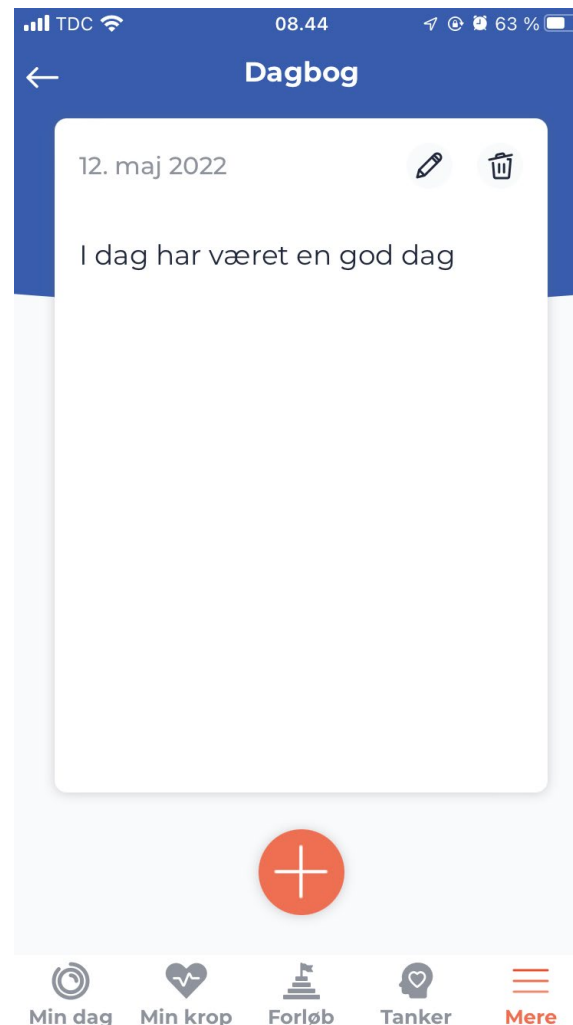 TDC 08.44 63 %
Dagbog
12. maj 2022
I dag har været en god dag
Min dag Min krop Forløb Tanker Mere